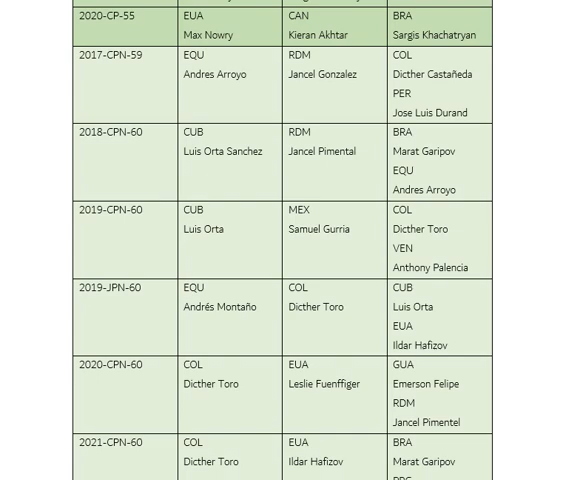 2020-CP-55 EUA CAN BRA
Max Nowry Kieran Akhtar Sargis Khachatryan
2017-CPN-59 EQU RDM COL
Andres Arroyo Jancel Gonzalez Dicther Castañeda
PER
Jose Luis Durand
2018-CPN-60 CUB RDM BRA
Luis Orta Sanchez Jancel Pimental Marat Garipov
EQU
Andres Arroyo
2019-CPN-60 CUB MEX COL
Luis Orta Samuel Gurria Dicther Toro
VEN
Anthony Palencia
2019-JPN-60 EQU COL CUB
Andrés Montaño Dicther Toro Luis Orta
EUA
Ildar Hafizov
2020-CPN-60 COL EUA GUA
Dicther Toro Leslie Fuenffiger Emerson Felipe
RDM
Jancel Pimentel
2021-CPN-60 COL EUA BRA
Dicther Toro Ildar Hafizov Marat Garipov